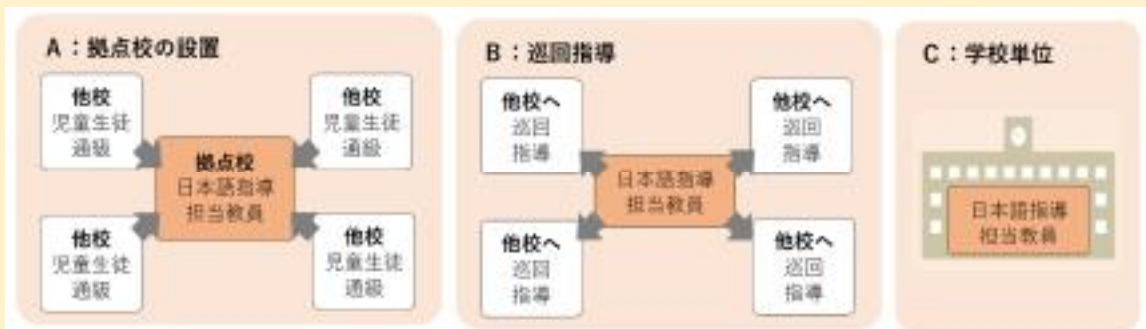 A：拠点校の設置
他校
児童生徒
通級
他校
児童生徒
通級
拠点校
日本語指導
担当教員
他校
児童生徒
通級
他校
児童生徒
通級
B：巡回指導
他校へ
巡回
指導
他校へ
巡回
指導
日本語指導
担当教員
他校へ
巡回
指導
他校へ
巡回
指導
C：学校単位
日本語指導
担当教員